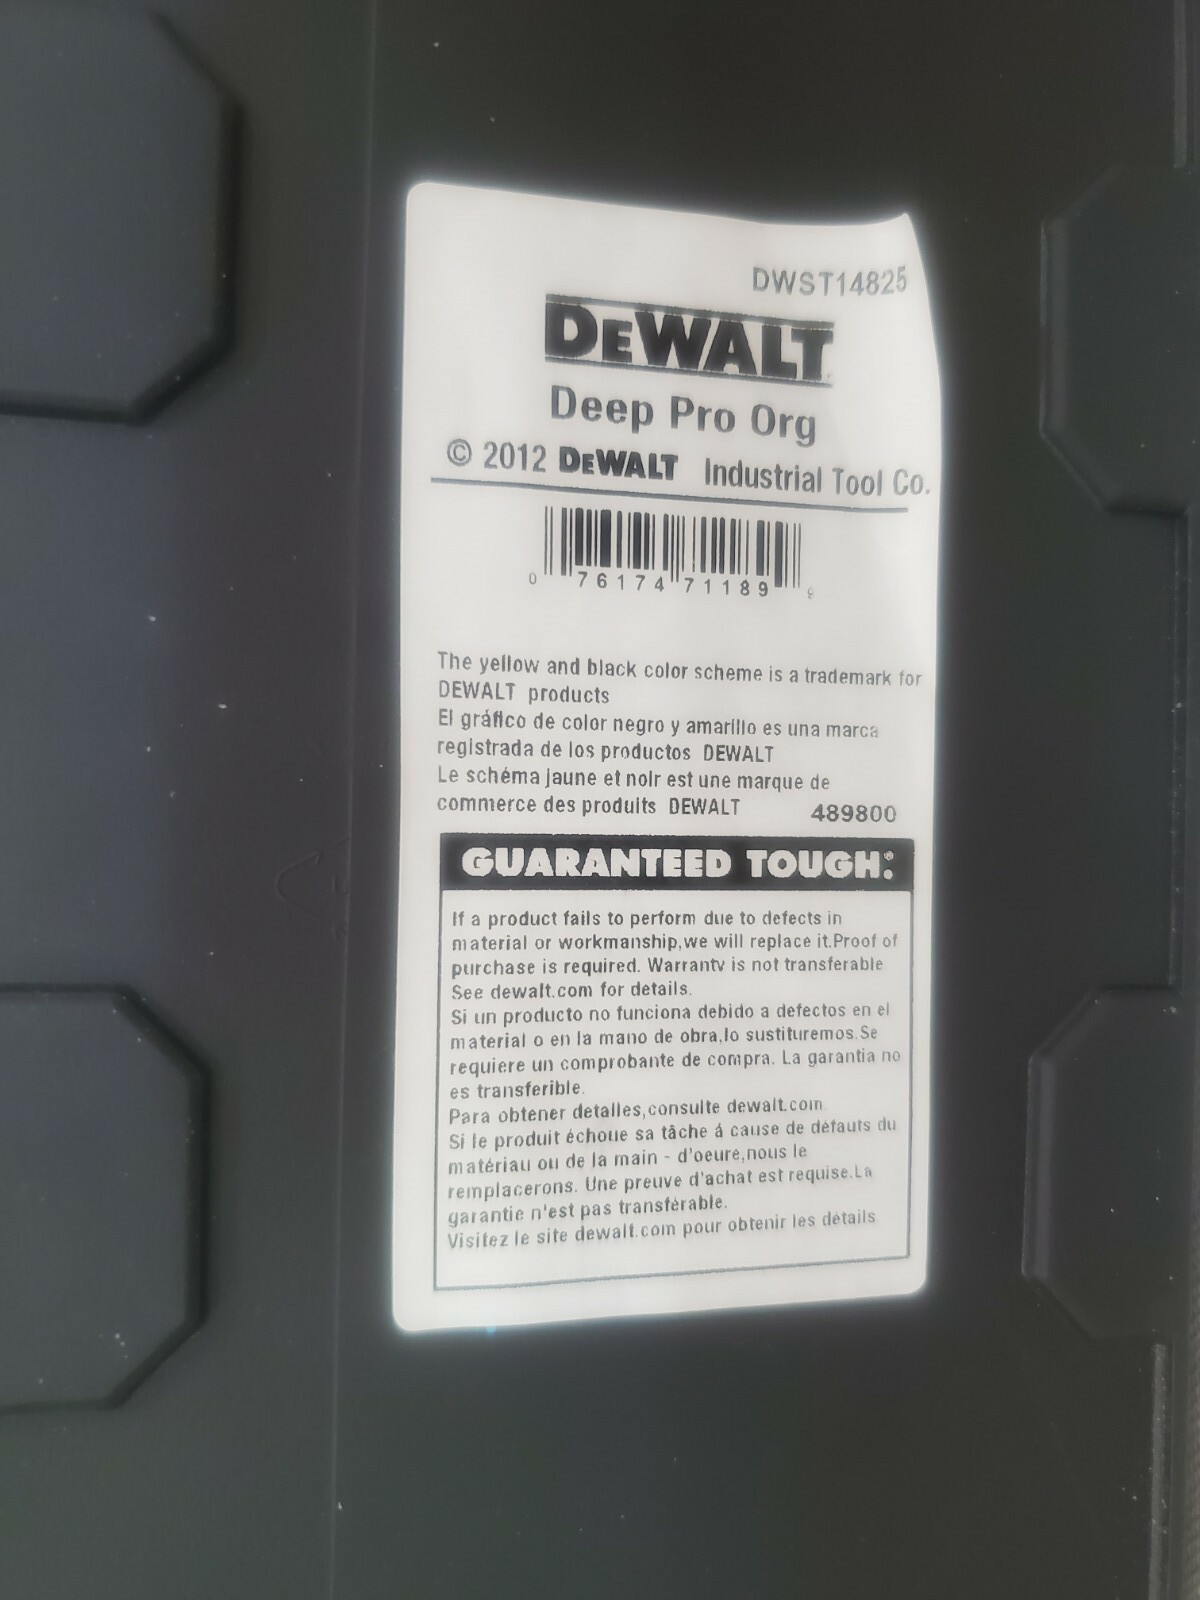 DWST14825
DEWALT
Deep Pro Org
© 2012 DEWALT Industrial Tool Co.
0 76174 71189 9
The yellow and black color scheme is a trademark for
DEWALT products
El gráfico de color negro y amarillo es una marca
registrada de los productos DEWALT
Le schéma jaune et noir est une marque de
commerce des produits DEWALT 489800
GUARANTEED TOUGH.®
If a product fails to perform due to defects in
material or workmanship,we will replace it.Proof of
purchase is required. Warranty is not transferable
See dewalt.com for details.
Si un producto no funciona debido a defectos en el
material o en la mano de obra,lo sustituremos.Se
requiere un comprobante de compra. La garantia no
es transferible.
Para obtener detalles,consulte dewalt.com
Si le produit échoue sa tâche á cause de défauts du
matériau ou de la main - d'oeure,nous le
remplacerons. Une preuve d'achat est requise.La
garantie n'est pas transférable.
Visitez le site dewalt.com pour obtenir les détails